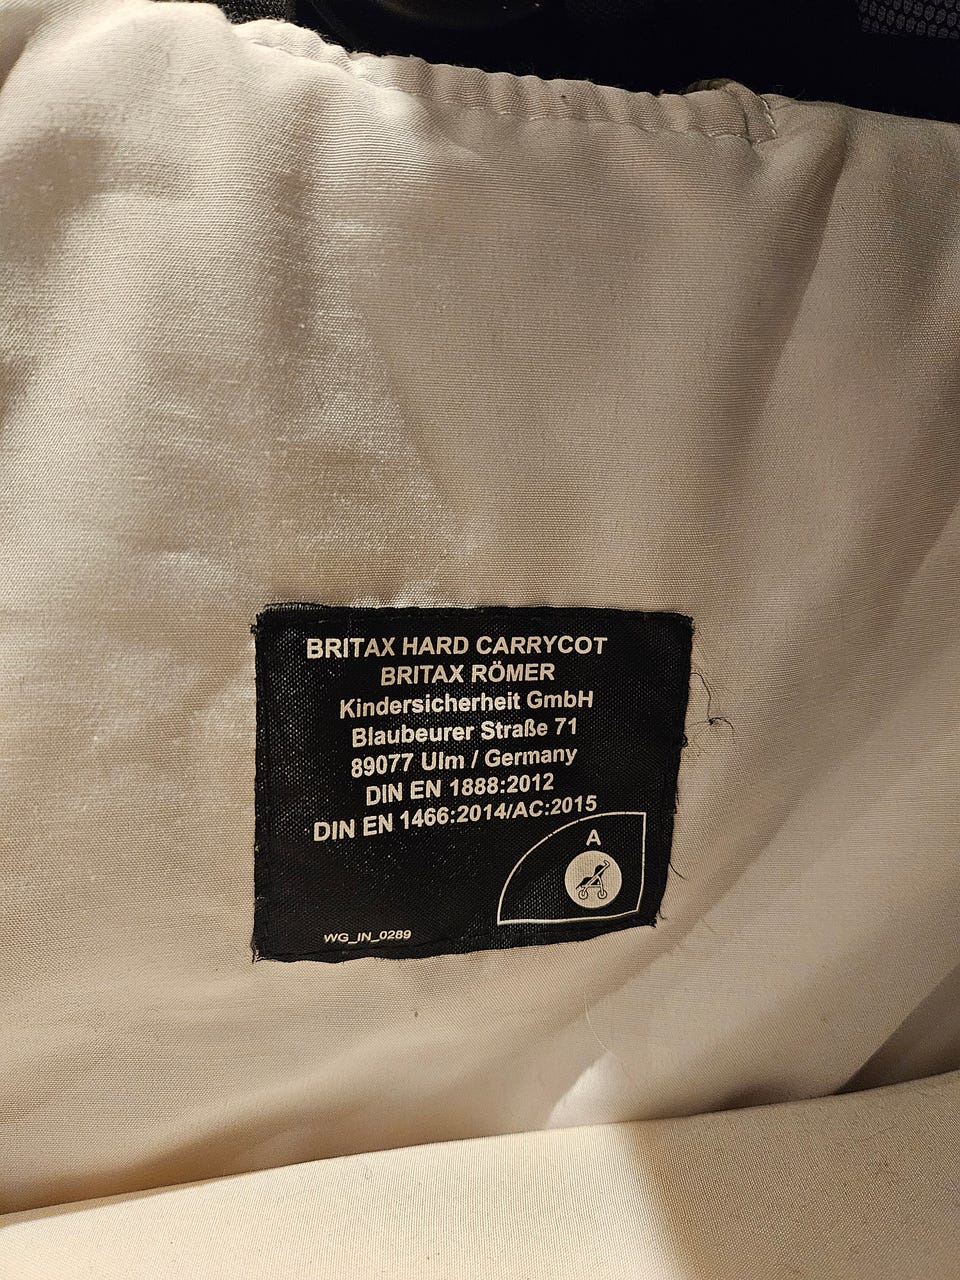 BRITAX HARD CARRYCOT
BRITAX RÖMER
Kindersicherheit GmbH
Blaubeurer Straße 71
89077 Ulm / Germany
DIN EN 1888:2012
DIN EN 1466:2014/AC:2015
A
WG_IN_0289